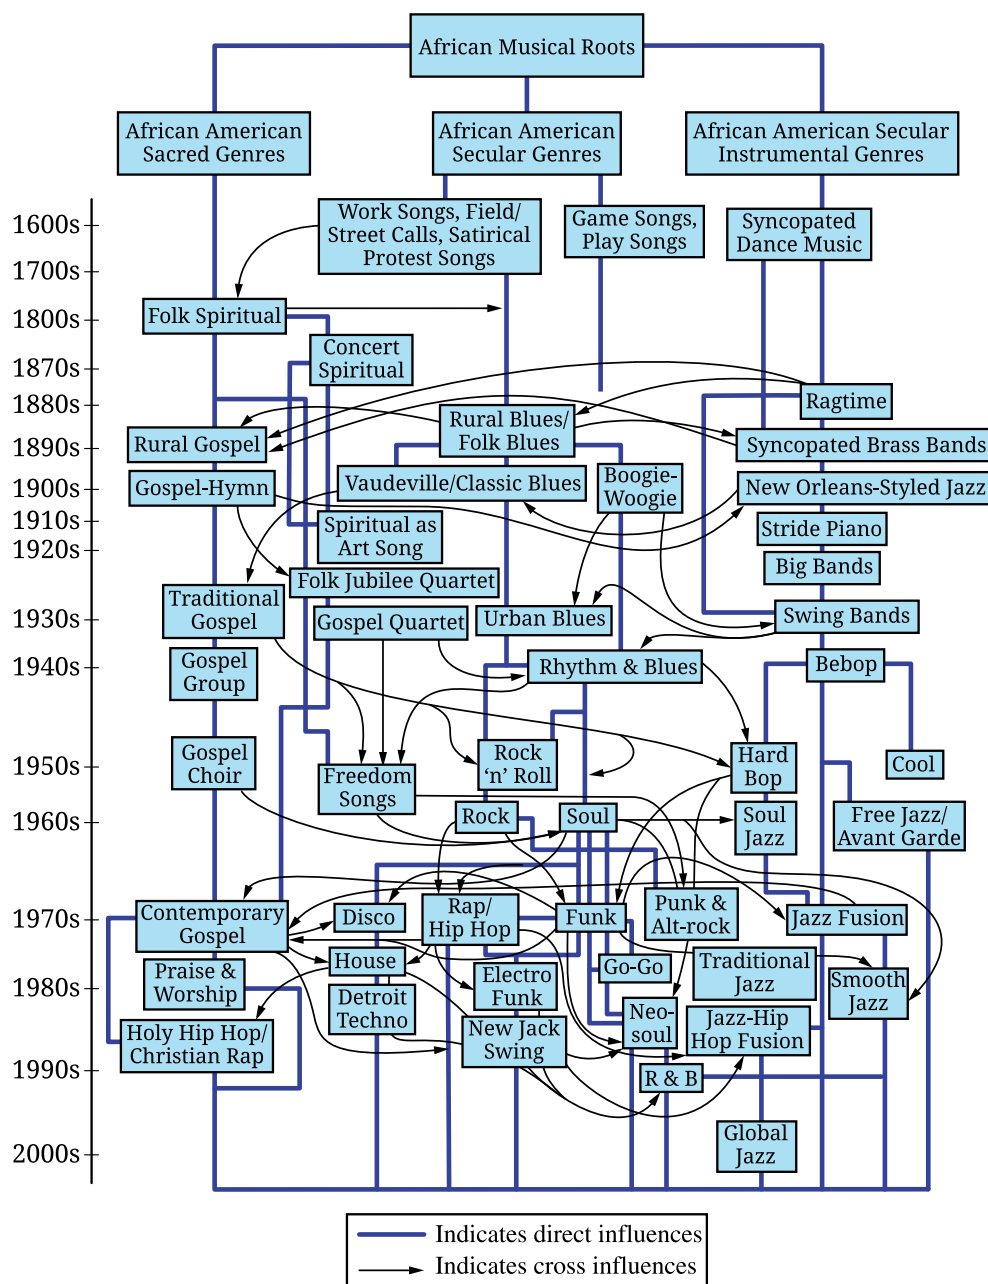 African Musical Roots
African American
Sacred Genres
African American
Secular Genres
African American Secular
Instrumental Genres
1600s
Work Songs, Field/
Street Calls, Satirical
Protest Songs
Game Songs,
Play Songs
Syncopated
Dance Music
1700s
Folk Spiritual
1800s
Concert
Spiritual
1870s
Ragtime
1880s
Rural Blues/
Folk Blues
Rural Gospel
Syncopated Brass Bands
1890s
Gospel-Hymn
Vaudeville/Classic Blues
Boogie-
Woogie
New Orleans-Styled Jazz
1900s
Spiritual as
Art Song
Stride Piano
1910s
1920s
Folk Jubilee Quartet
Big Bands
Traditional
Gospel
Gospel Quartet
Urban Blues
Swing Bands
1930s
Gospel
Group
Rhythm & Blues
Bebop
1940s
Gospel
Choir
Rock
‘n’ Roll
Hard
Bop
Cool
1950s
Freedom
Songs
Rock
Soul
Soul
Jazz
Free Jazz/
Avant Garde
1960s
Contemporary
Gospel
Disco
Rap/
Hip Hop
Funk
Punk &
Alt-rock
Jazz Fusion
1970s
Praise &
Worship
House
Electro
Funk
Go-Go
Traditional
Jazz
Smooth
Jazz
1980s
Detroit
Techno
Neo-
soul
Jazz-Hip
Hop Fusion
Holy Hip Hop/
Christian Rap
New Jack
Swing
R & B
1990s
Global
Jazz
2000s
Indicates direct influences
Indicates cross influences